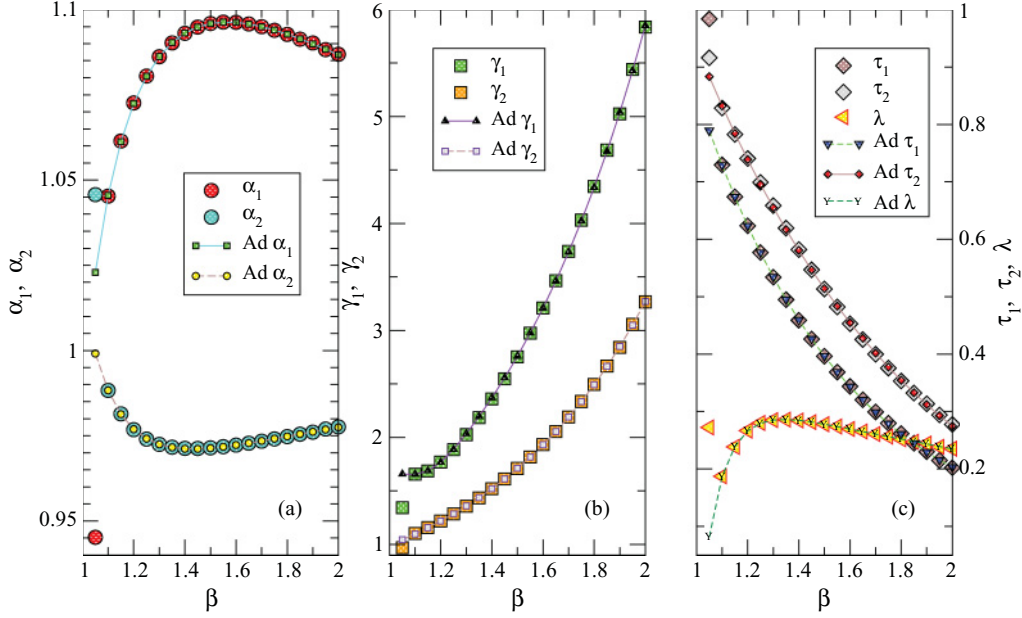 1.1
1.05
1
0.95
α1, α2
α1
α2
Ad α1
Ad α2
(a)
1 1.2 1.4 1.6 1.8 2
β
6
5
4
3
2
1
γ1, γ2
γ1
γ2
Ad γ1
Ad γ2
(b)
1 1.2 1.4 1.6 1.8 2
β
τ1
τ2
λ
Ad τ1
Ad τ2
Ad λ
(c)
1
0.8
0.6
0.4
0.2
τ1, τ2, λ
1 1.2 1.4 1.6 1.8 2
β